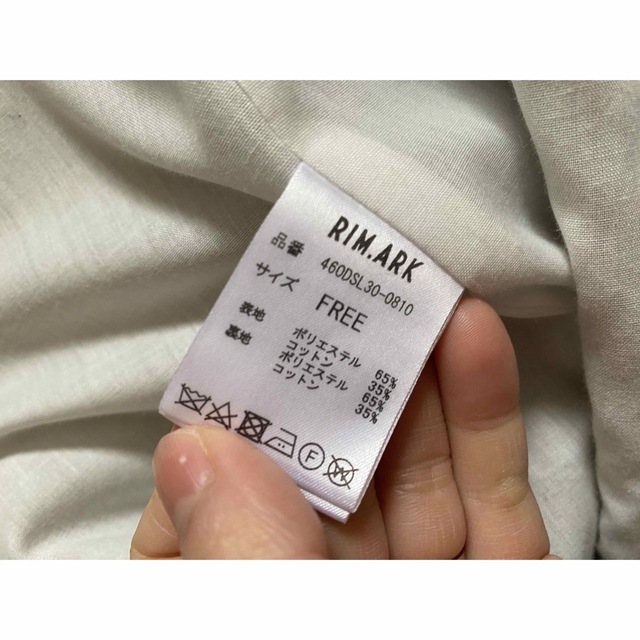 RIM.ARK
品番 460DSL30-0810
サイズ FREE
表地 ポリエステル 65%
コットン 35%
裏地 ポリエステル 65%
コットン 35%
F
W